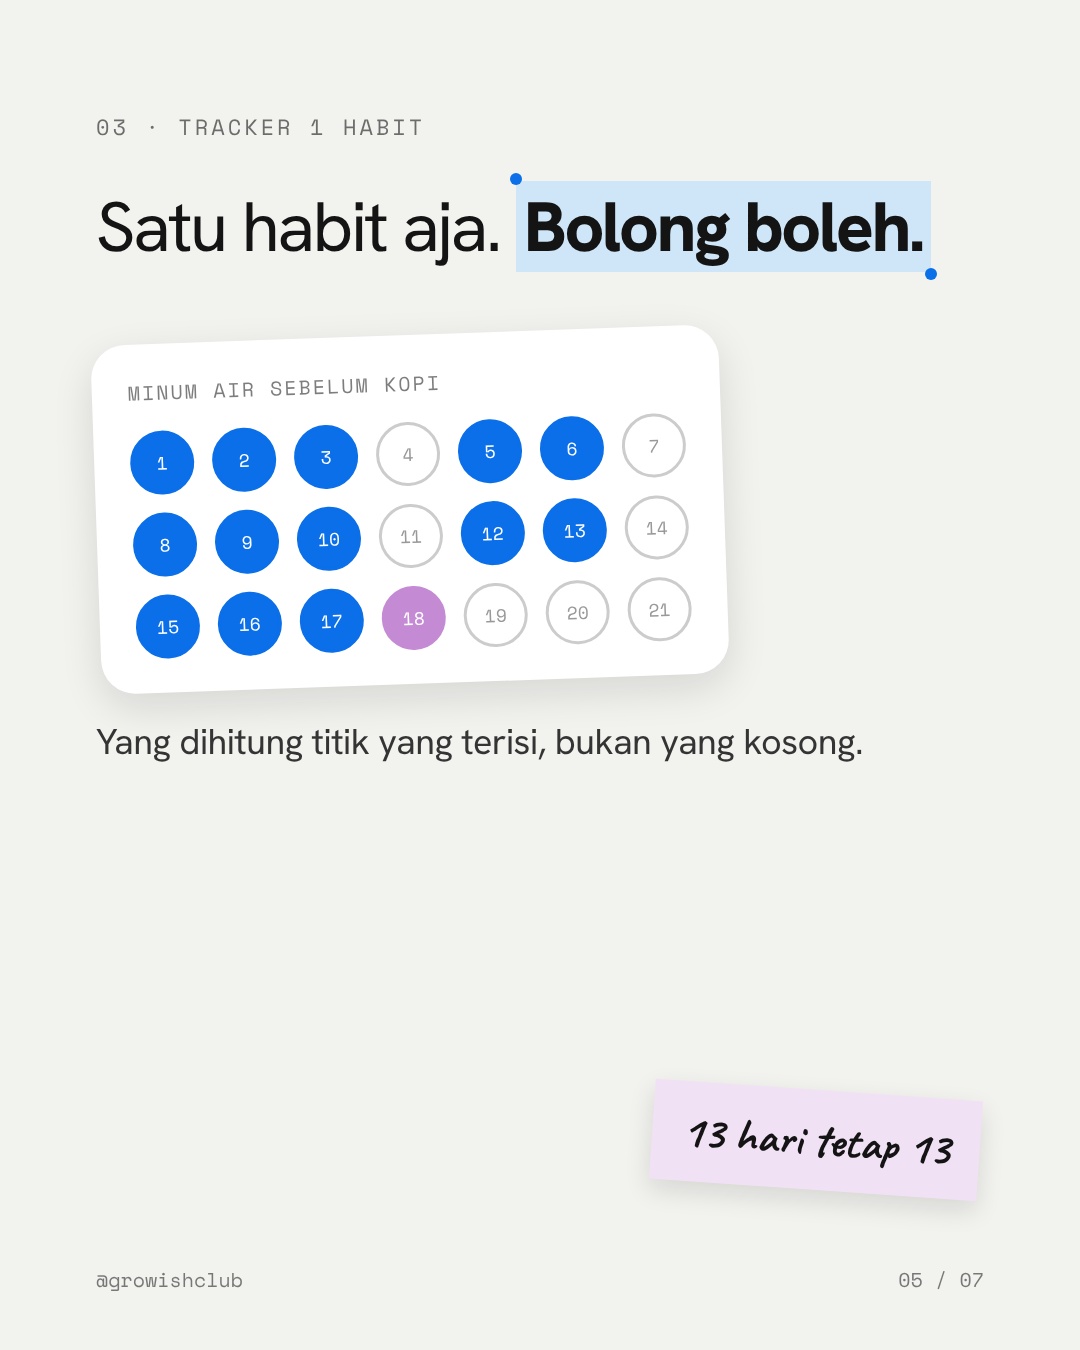 03 · TRACKER 1 HABIT
Satu habit aja. Bolong boleh.
MINUM AIR SEBELUM KOPI
1 2 3 4 5 6 7
8 9 10 11 12 13 14
15 16 17 18 19 20 21
Yang dihitung titik yang terisi, bukan yang kosong.
13 hari tetap 13
@growishclub
05 / 07